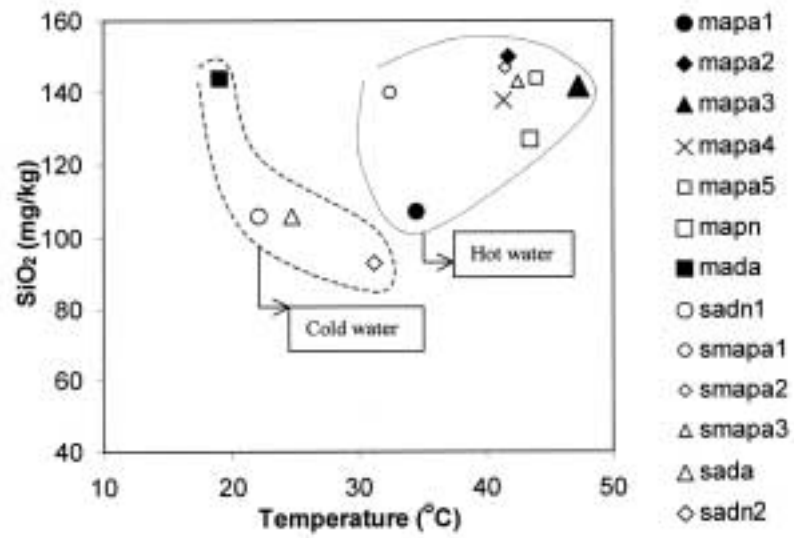 160
140
120
100
80
60
40
SiO₂ (mg/kg)
10
20
30
40
50
Temperature (°C)
Hot water
Cold water
mapa1
mapa2
mapa3
mapa4
mapa5
mapn
mada
sadn1
smapa1
smapa2
smapa3
sada
sadn2